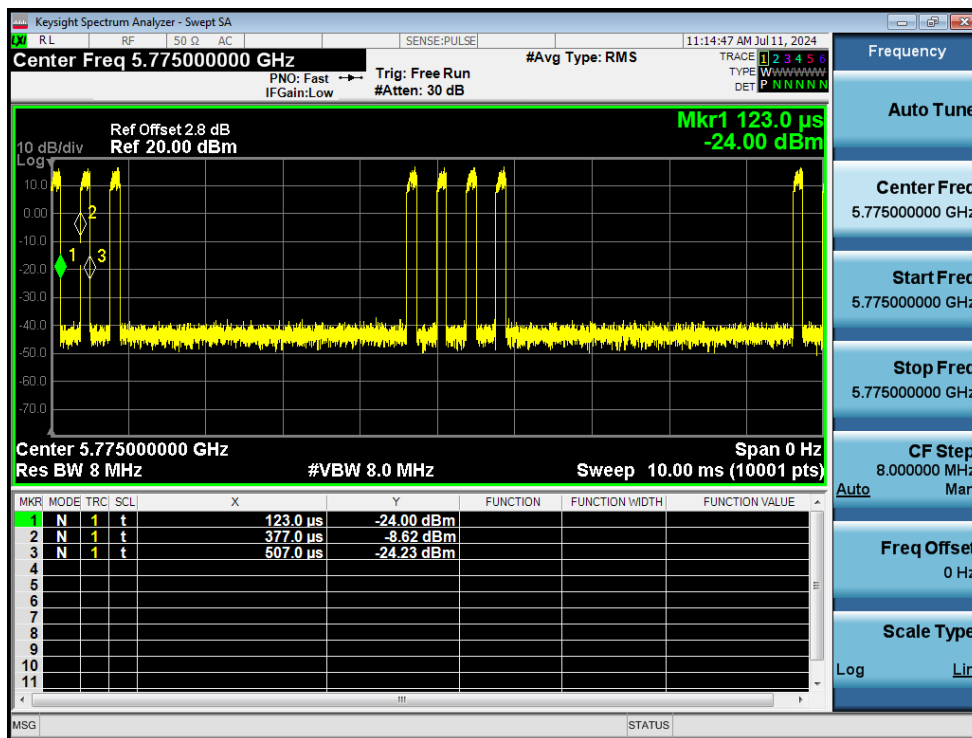 Keysight Spectrum Analyzer - Swept SA
LXI RL RF 50 Ω AC SENSE:PULSE 11:14:47 AM Jul 11, 2024
Center Freq 5.775000000 GHz
PNO: Fast
IFGain:Low
Trig: Free Run
#Atten: 30 dB
#Avg Type: RMS
TRACE 1 2 3 4 5 6
TYPE WWWWWW
DET P N N N N N
Mkr1 123.0 µs
-24.00 dBm
Ref Offset 2.8 dB
Ref 20.00 dBm
10 dB/div
Log
10.0
0.00
-10.0
-20.0
-30.0
-40.0
-50.0
-60.0
-70.0
2
1
3
Center 5.775000000 GHz Span 0 Hz
Res BW 8 MHz #VBW 8.0 MHz Sweep 10.00 ms (10001 pts)
MKR MODE TRC SCL X Y FUNCTION FUNCTION WIDTH FUNCTION VALUE
1 N 1 t 123.0 µs -24.00 dBm
2 N 1 t 377.0 µs -8.62 dBm
3 N 1 t 507.0 µs -24.23 dBm
4
5
6
7
8
9
10
11
MSG STATUS
Frequency
Auto Tune
Center Freq
5.775000000 GHz
Start Freq
5.775000000 GHz
Stop Freq
5.775000000 GHz
CF Step
8.000000 MHz
Auto Man
Freq Offset
0 Hz
Scale Type
Log Lin